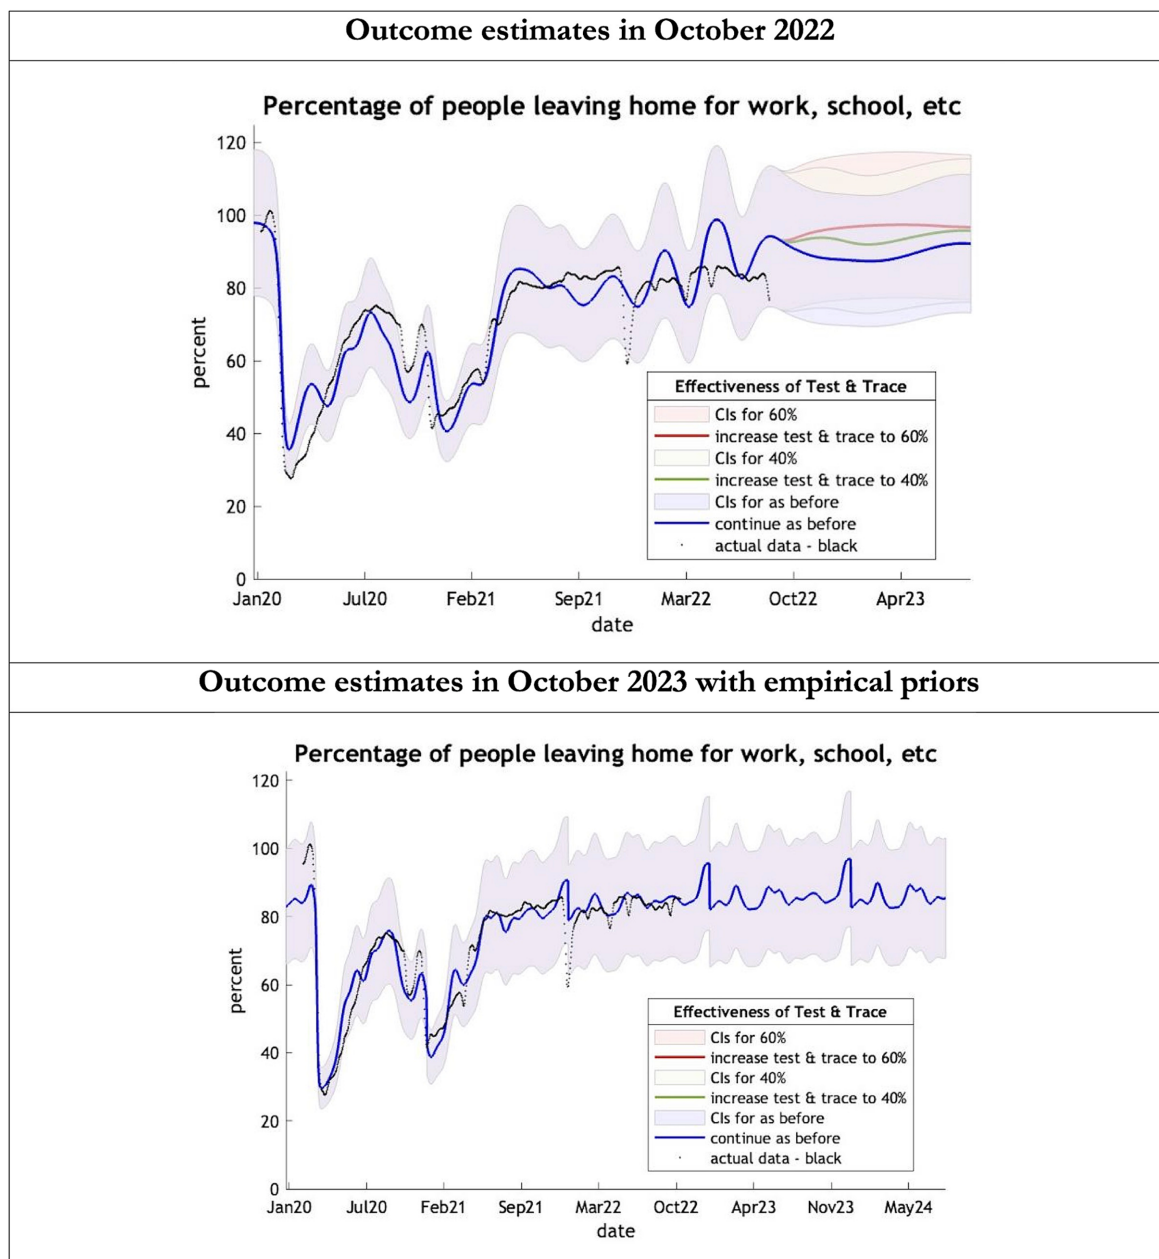 Outcome estimates in October 2022
Percentage of people leaving home for work, school, etc
percent
120
100
80
60
40
20
0
Effectiveness of Test & Trace
CIs for 60%
increase test & trace to 60%
CIs for 40%
increase test & trace to 40%
CIs for as before
continue as before
actual data - black
Jan20 Jul20 Feb21 Sep21 Mar22 Oct22 Apr23
date
Outcome estimates in October 2023 with empirical priors
Percentage of people leaving home for work, school, etc
percent
120
100
80
60
40
20
0
Effectiveness of Test & Trace
CIs for 60%
increase test & trace to 60%
CIs for 40%
increase test & trace to 40%
CIs for as before
continue as before
actual data - black
Jan20 Jul20 Feb21 Sep21 Mar22 Oct22 Apr23 Nov23 May24
date